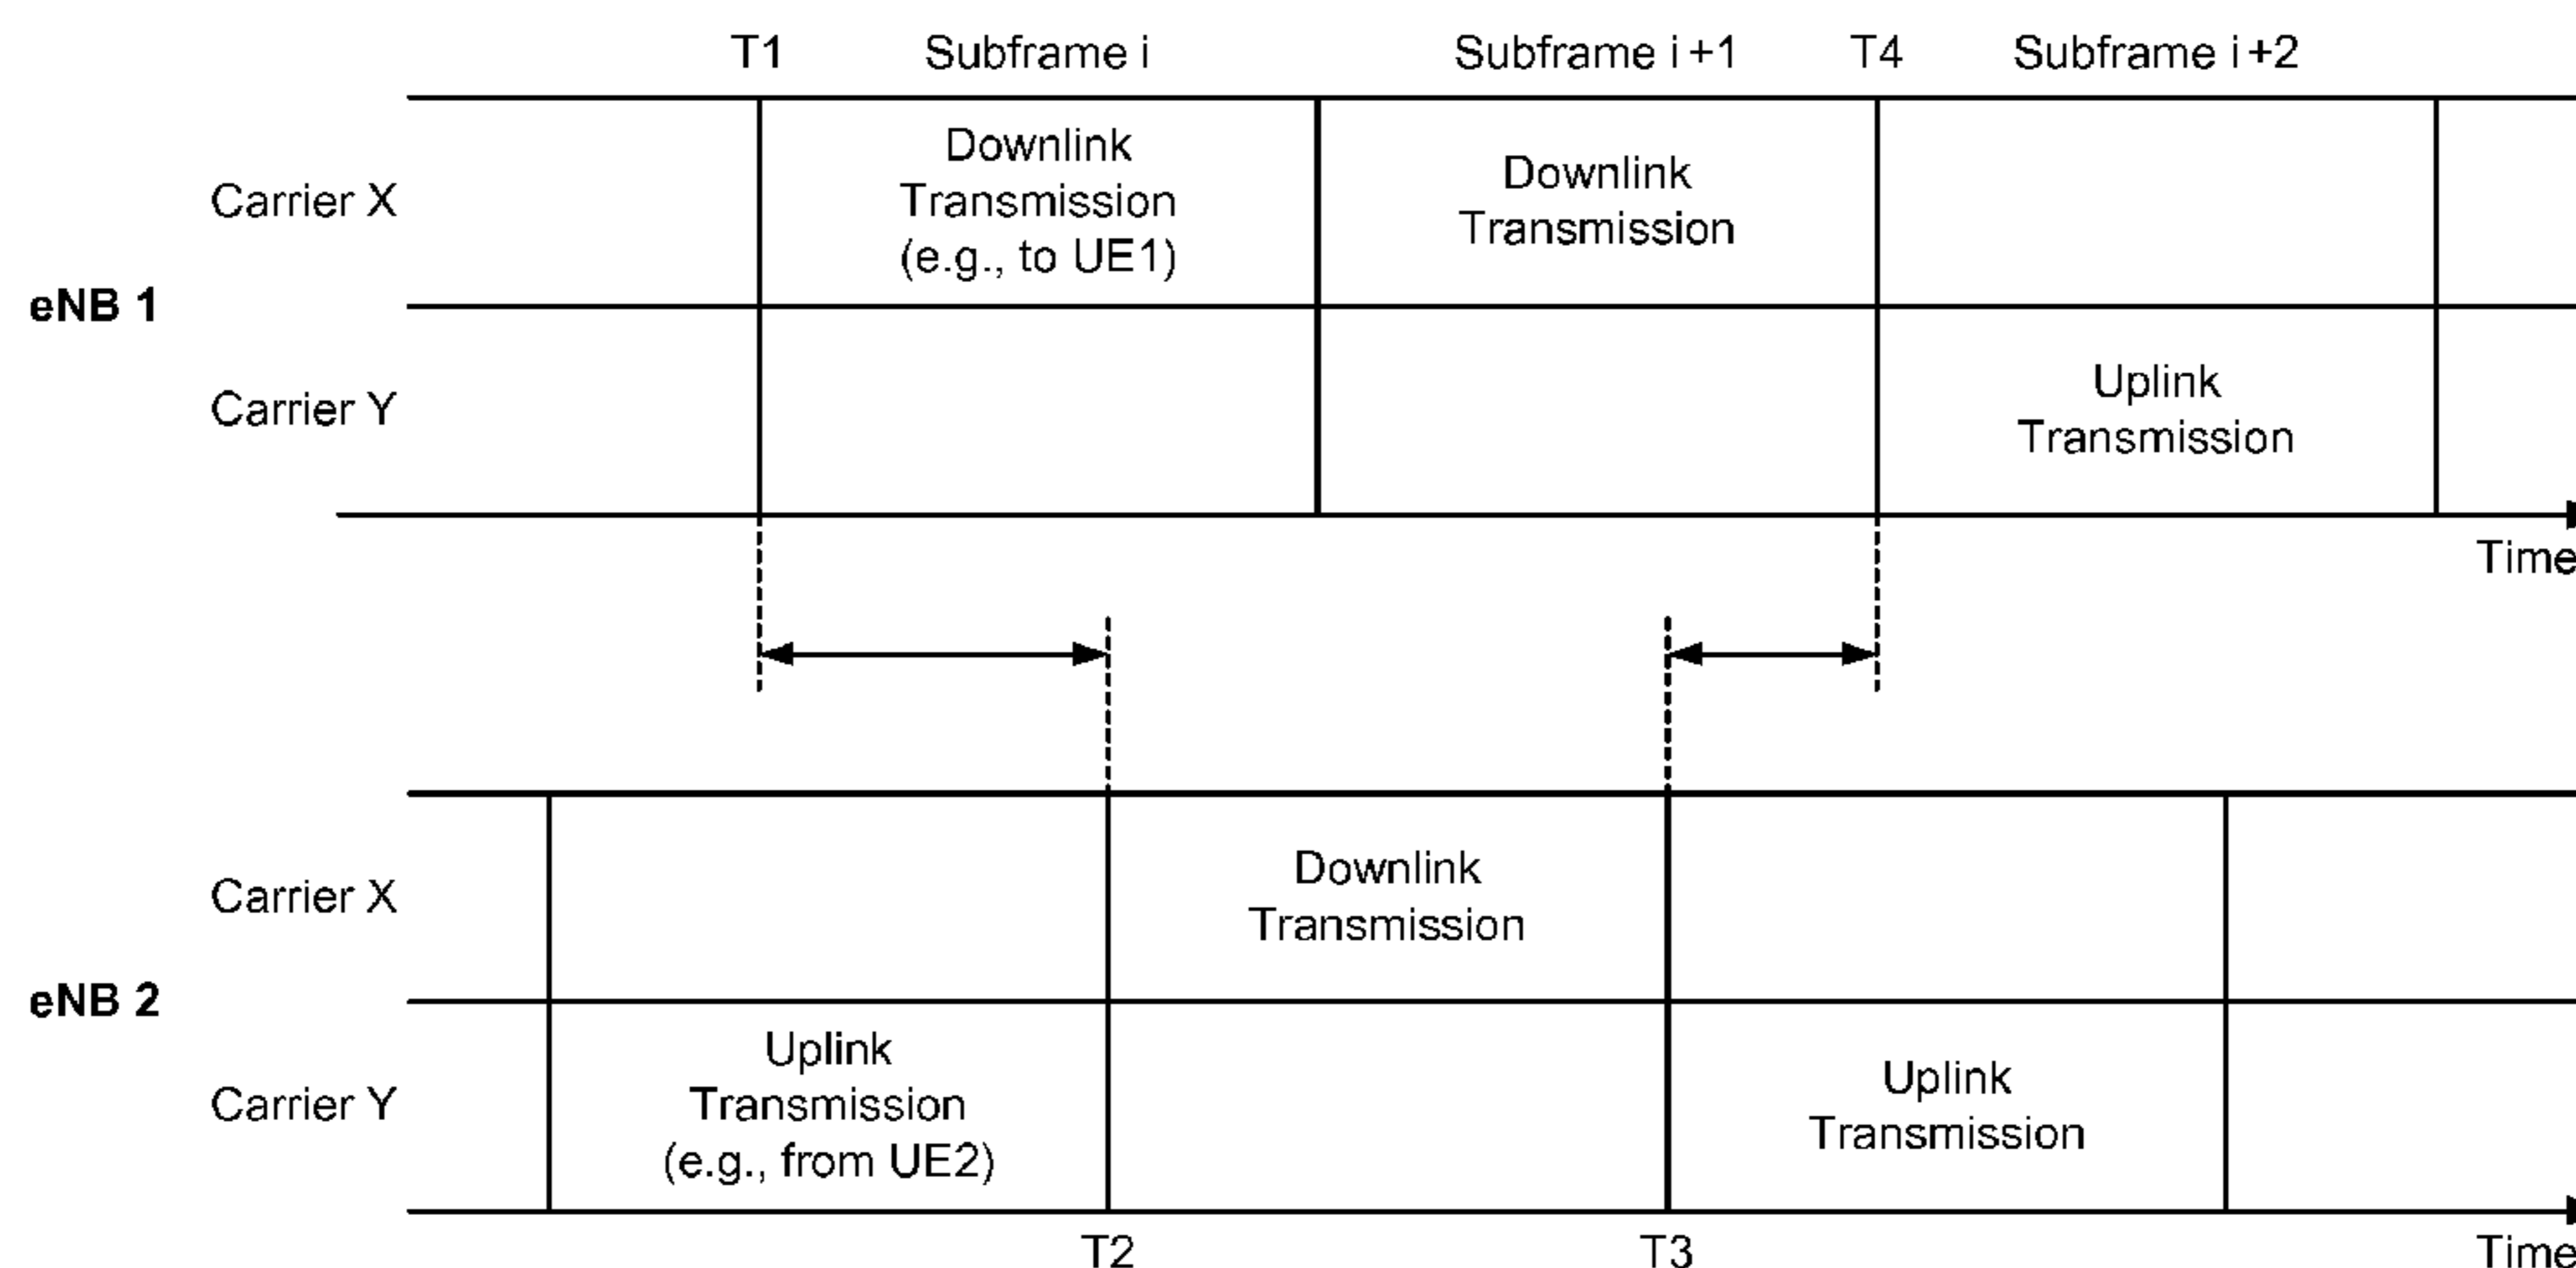 T1 Subframe i Subframe i +1 T4 Subframe i +2
Carrier X
Downlink
Transmission
(e.g., to UE1)
Downlink
Transmission
eNB 1
Carrier Y
Uplink
Transmission
Time
Carrier X
Downlink
Transmission
eNB 2
Carrier Y
Uplink
Transmission
(e.g., from UE2)
Uplink
Transmission
T2 T3 Time